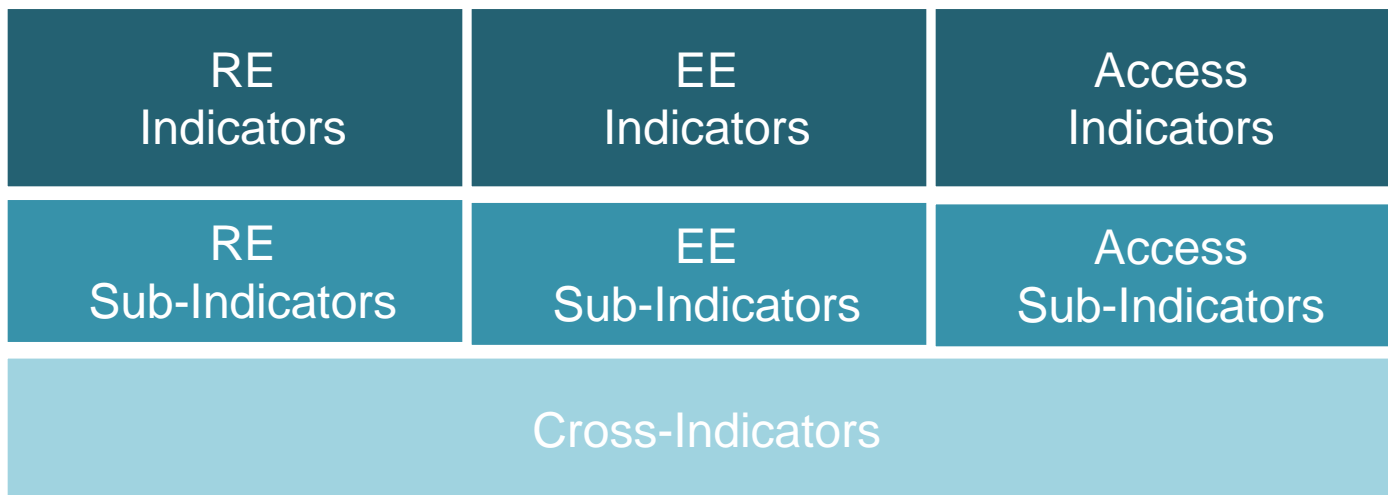 RE
Indicators
EE
Indicators
Access
Indicators
RE
Sub-Indicators
EE
Sub-Indicators
Access
Sub-Indicators
Cross-Indicators